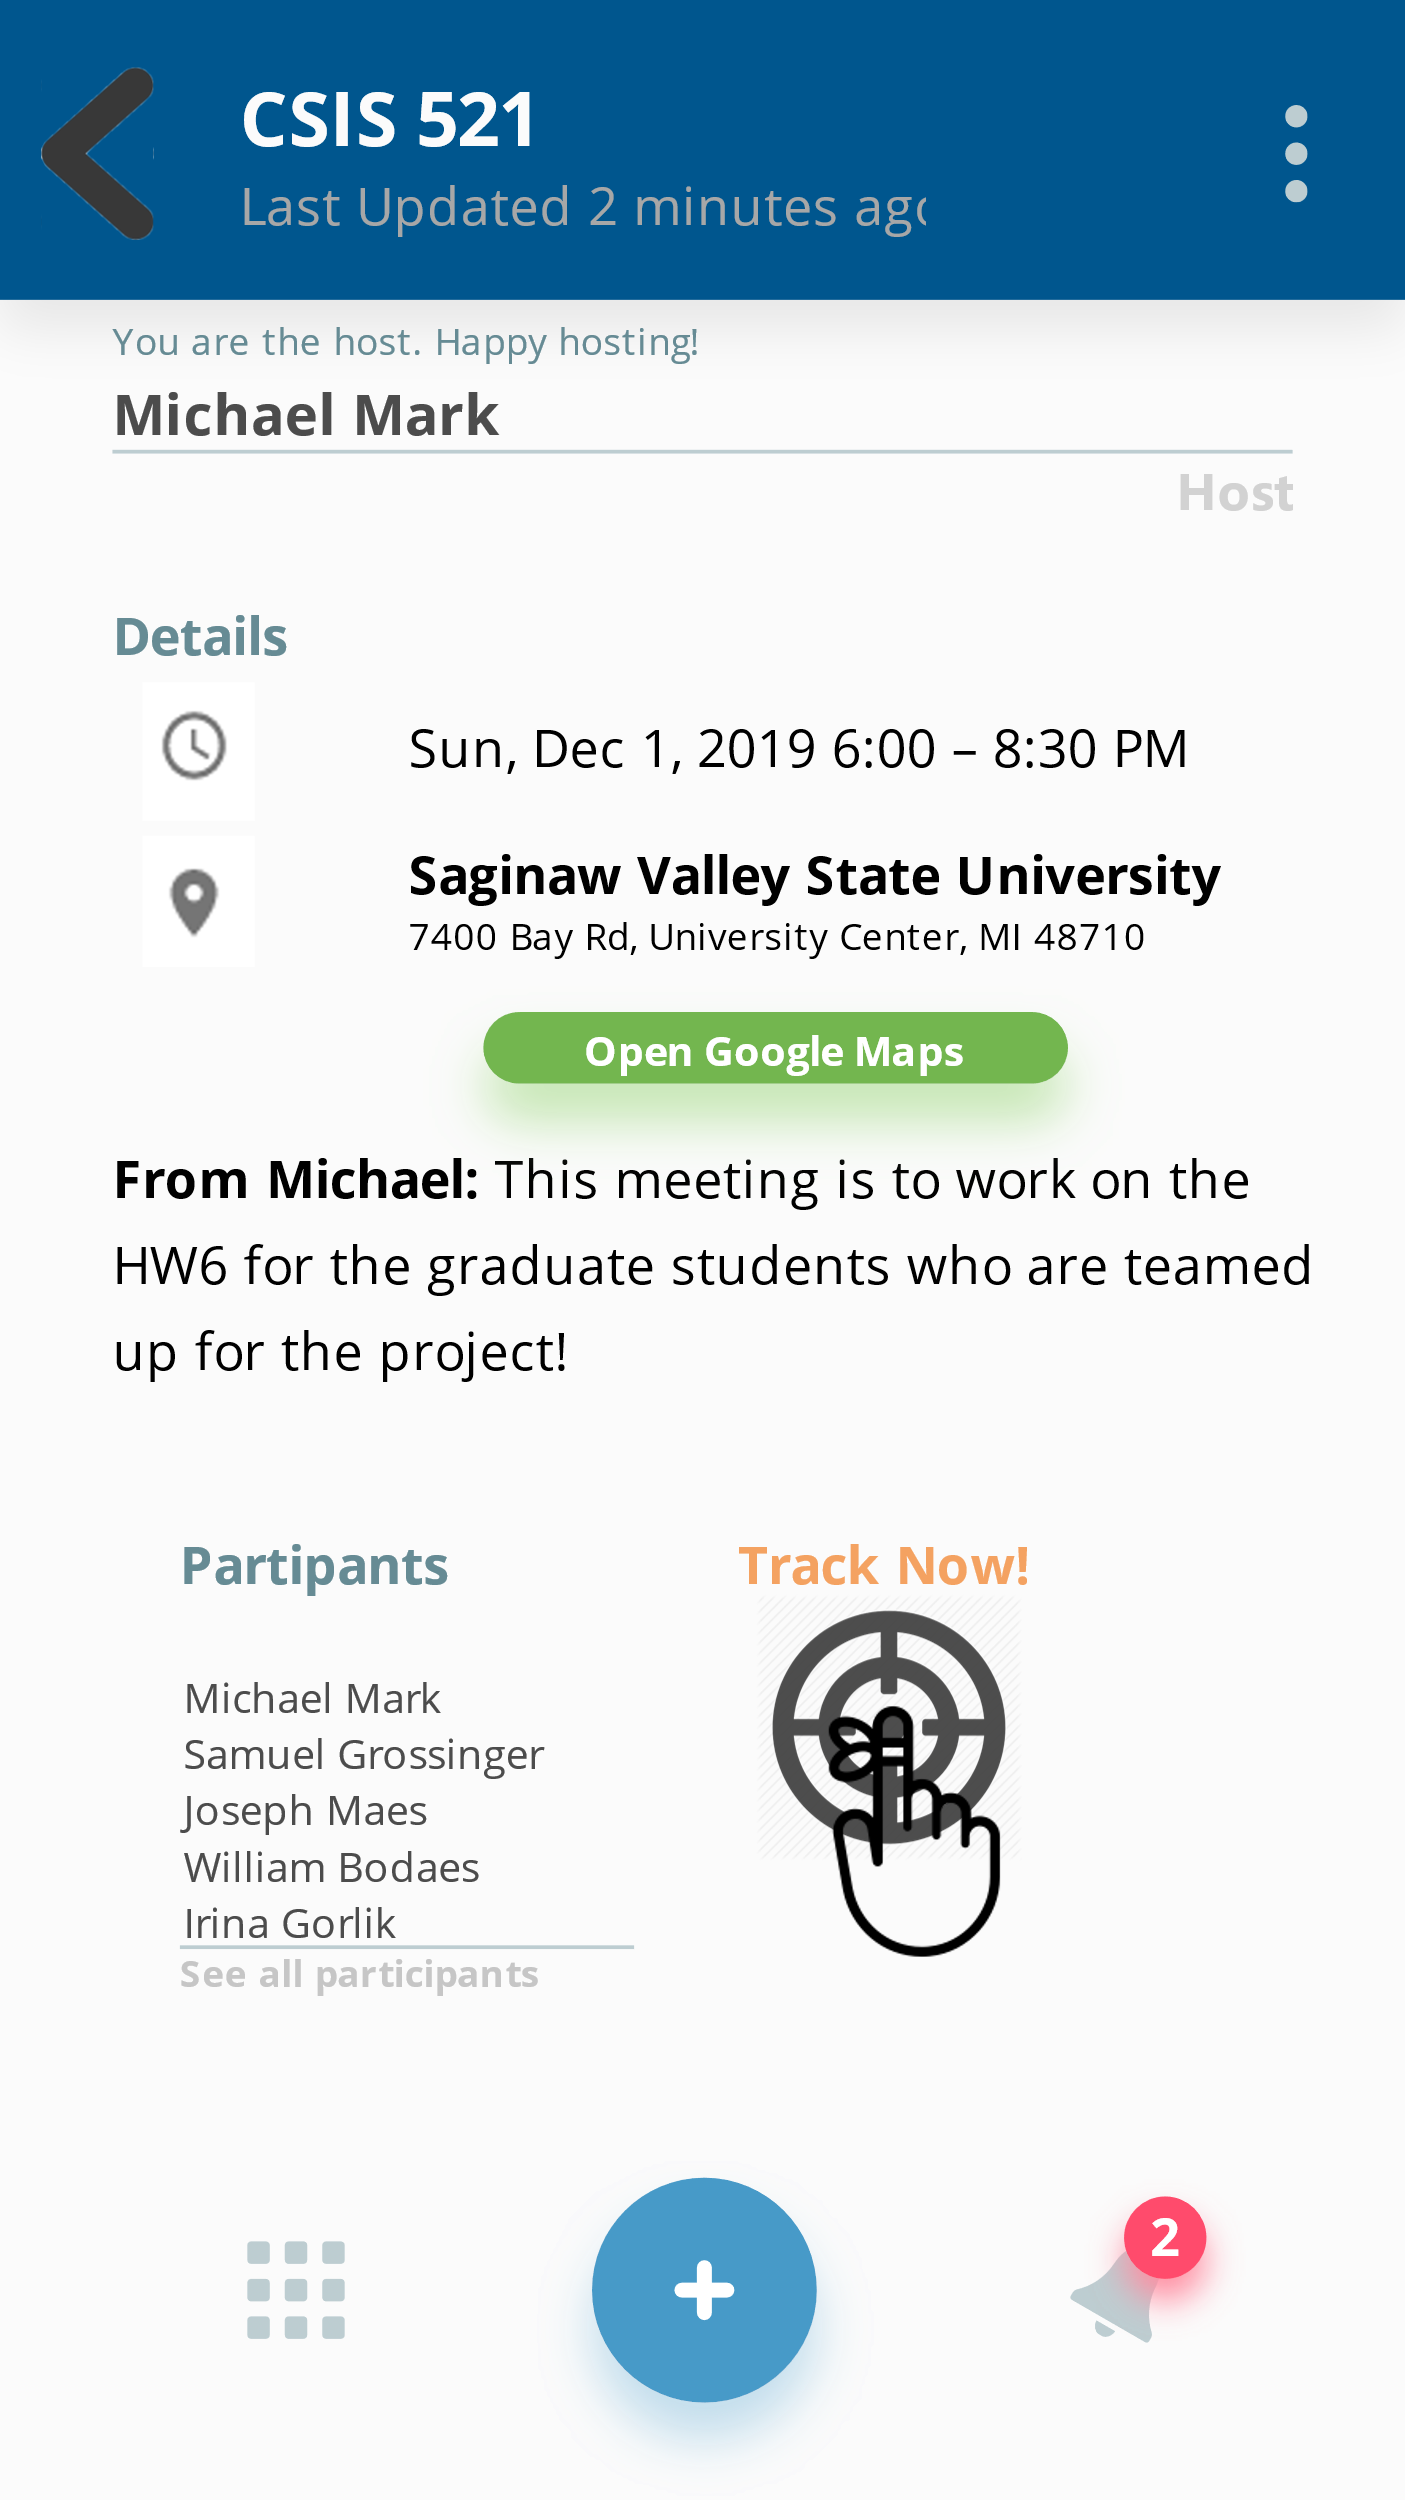 CSIS 521
Last Updated 2 minutes ago
You are the host. Happy hosting!
Michael Mark
Host
Details
Sun, Dec 1, 2019 6:00 – 8:30 PM
Saginaw Valley State University
7400 Bay Rd, University Center, MI 48710
Open Google Maps
From Michael: This meeting is to work on the
HW6 for the graduate students who are teamed
up for the project!
Partipants
Track Now!
Michael Mark
Samuel Grossinger
Joseph Maes
William Bodaes
Irina Gorlik
See all participants
2